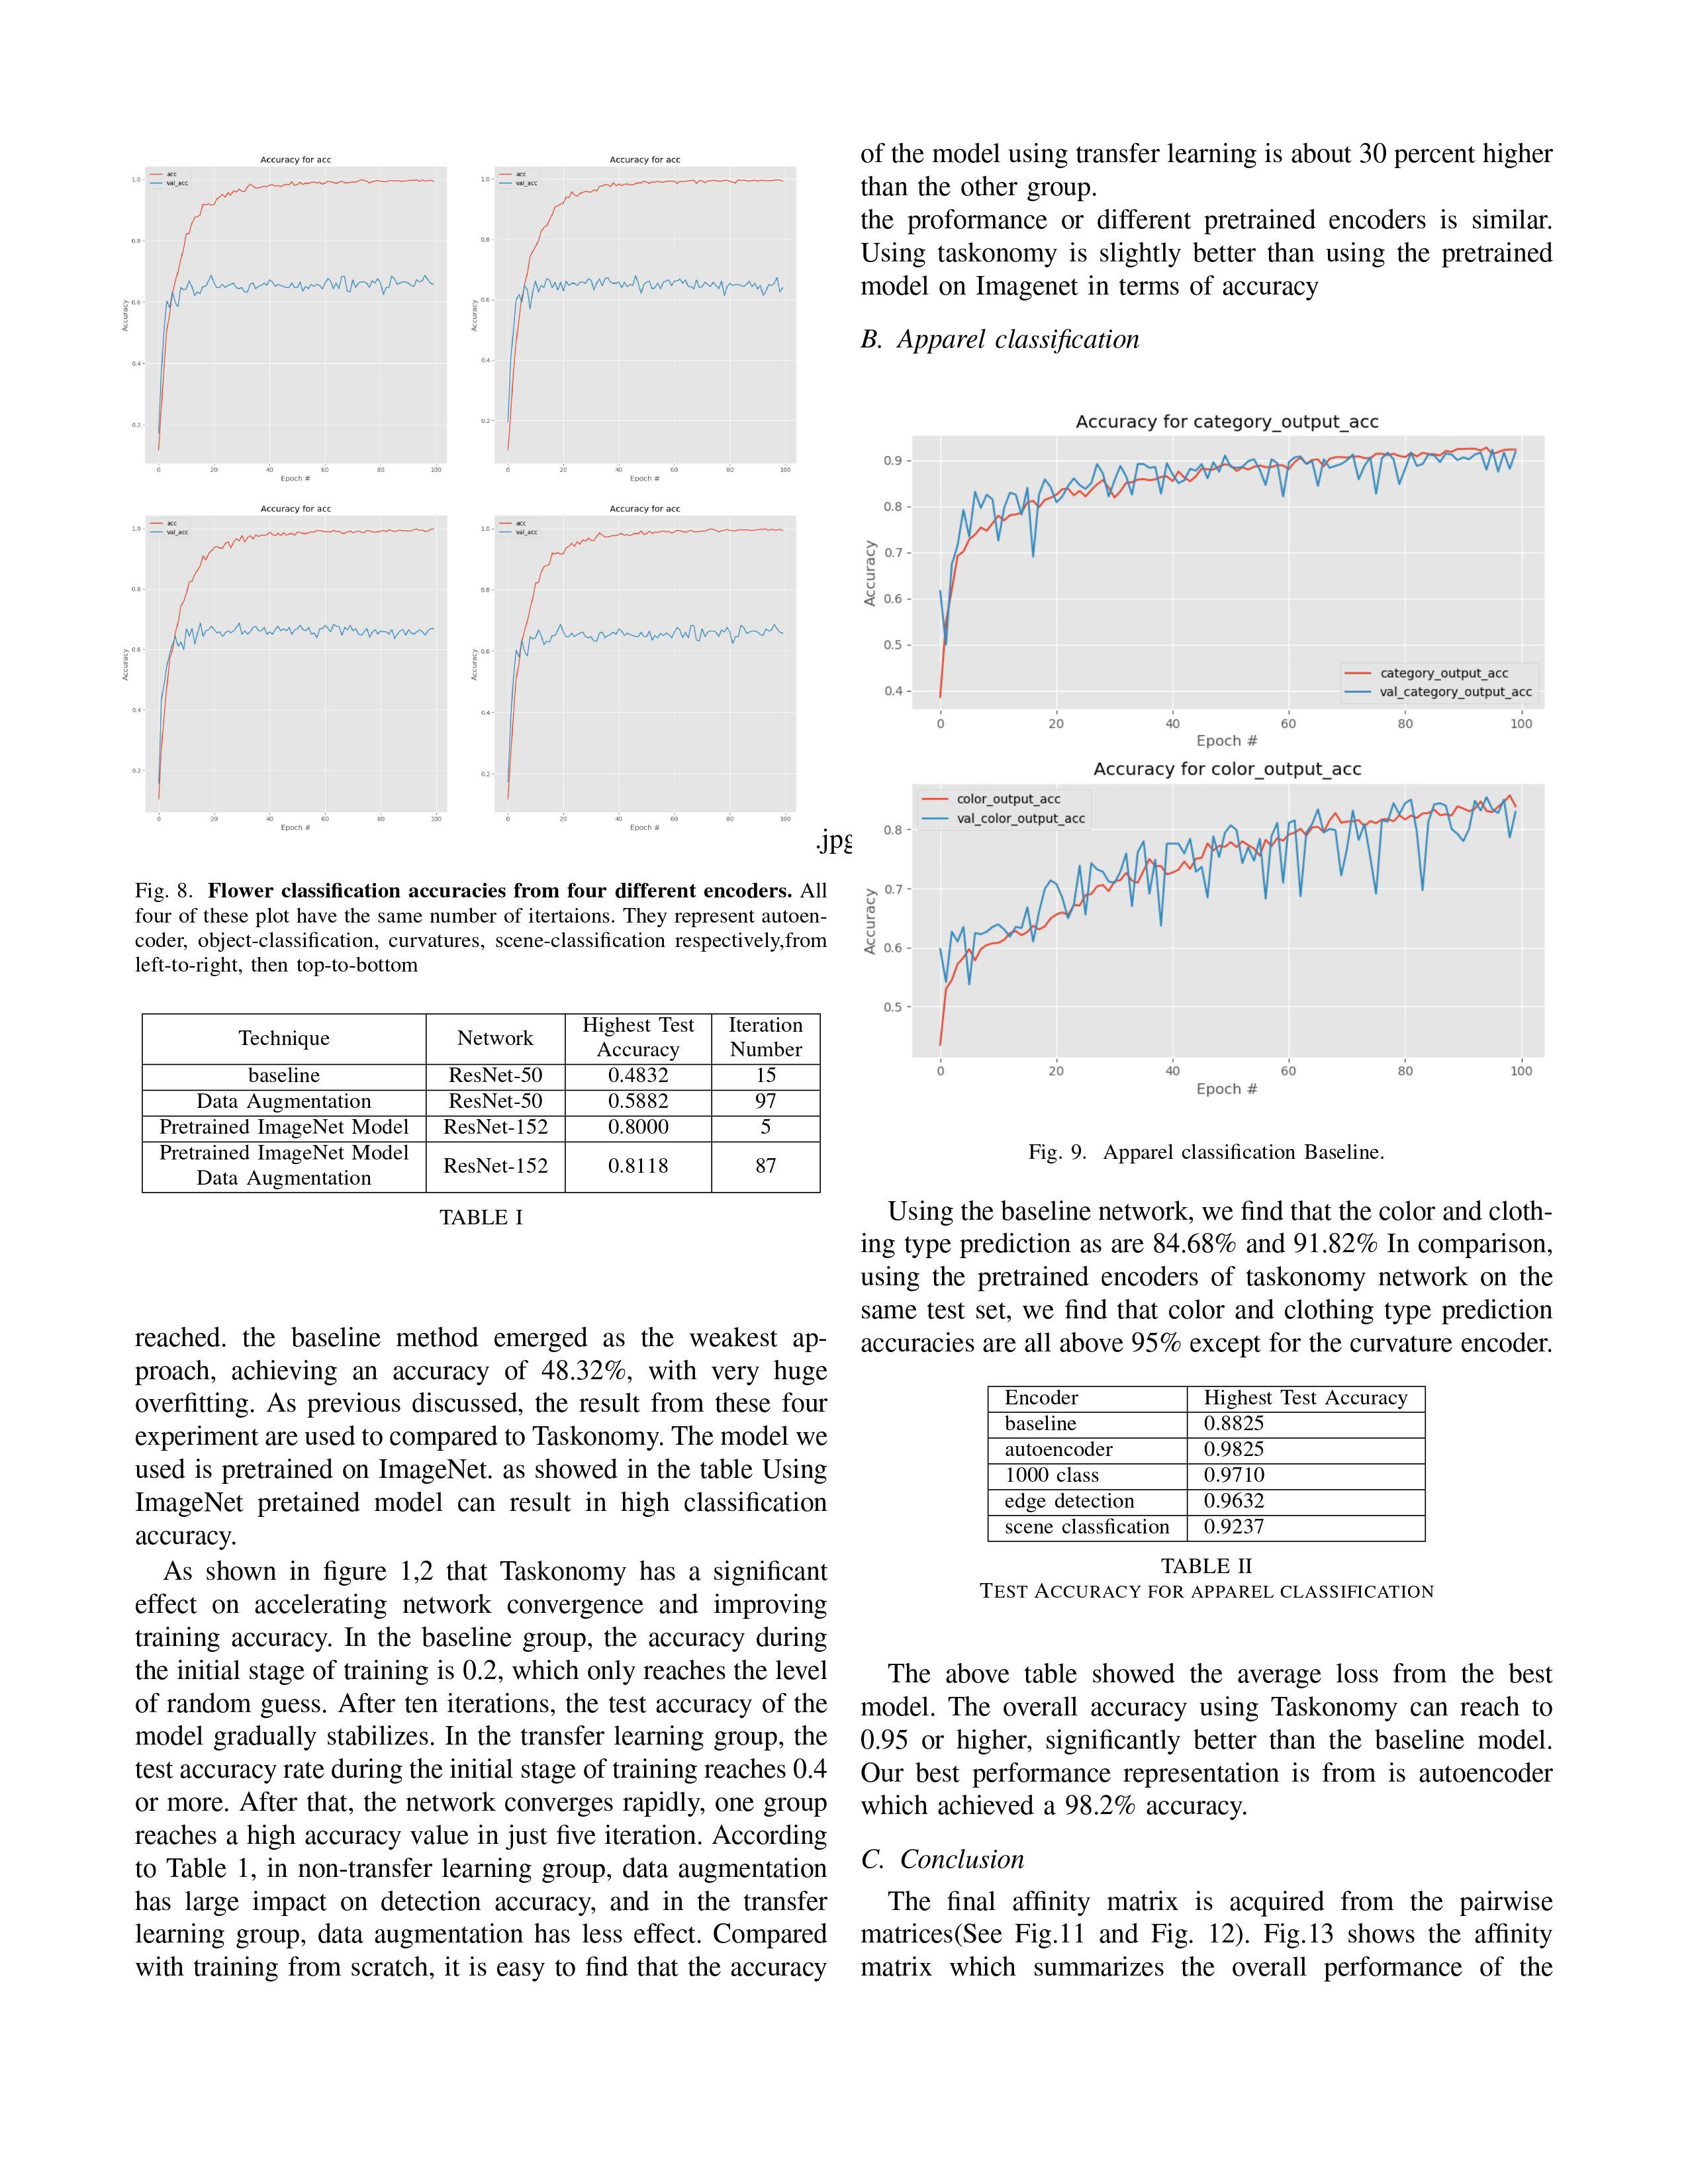 Accuracy for acc
acc
val_acc
1.0
0.8
0.6
0.4
0.2
Accuracy
0 20 40 60 80 100
Epoch #
Accuracy for acc
acc
val_acc
1.0
0.8
0.6
0.4
0.2
Accuracy
0 20 40 60 80 100
Epoch #
Accuracy for acc
acc
val_acc
1.0
0.8
0.6
0.4
0.2
Accuracy
0 20 40 60 80 100
Epoch #
Accuracy for acc
acc
val_acc
1.0
0.8
0.6
0.4
0.2
Accuracy
0 20 40 60 80 100
Epoch #
.jpg
Fig. 8. Flower classification accuracies from four different encoders. All
four of these plot have the same number of itertaions. They represent autoen-
coder, object-classification, curvatures, scene-classification respectively,from
left-to-right, then top-to-bottom
Technique Network Highest Test Accuracy Iteration Number
baseline ResNet-50 0.4832 15
Data Augmentation ResNet-50 0.5882 97
Pretrained ImageNet Model ResNet-152 0.8000 5
Pretrained ImageNet Model Data Augmentation ResNet-152 0.8118 87
TABLE I
reached. the baseline method emerged as the weakest ap-
proach, achieving an accuracy of 48.32%, with very huge
overfitting. As previous discussed, the result from these four
experiment are used to compared to Taskonomy. The model we
used is pretrained on ImageNet. as showed in the table Using
ImageNet pretained model can result in high classification
accuracy.
As shown in figure 1,2 that Taskonomy has a significant
effect on accelerating network convergence and improving
training accuracy. In the baseline group, the accuracy during
the initial stage of training is 0.2, which only reaches the level
of random guess. After ten iterations, the test accuracy of the
model gradually stabilizes. In the transfer learning group, the
test accuracy rate during the initial stage of training reaches 0.4
or more. After that, the network converges rapidly, one group
reaches a high accuracy value in just five iteration. According
to Table 1, in non-transfer learning group, data augmentation
has large impact on detection accuracy, and in the transfer
learning group, data augmentation has less effect. Compared
with training from scratch, it is easy to find that the accuracy
of the model using transfer learning is about 30 percent higher
than the other group.
the proformance or different pretrained encoders is similar.
Using taskonomy is slightly better than using the pretrained
model on Imagenet in terms of accuracy
B. Apparel classification
Accuracy for category_output_acc
0.9
0.8
0.7
0.6
0.5
0.4
Accuracy
category_output_acc
val_category_output_acc
0 20 40 60 80 100
Epoch #
Accuracy for color_output_acc
color_output_acc
val_color_output_acc
0.8
0.7
0.6
0.5
Accuracy
0 20 40 60 80 100
Epoch #
Fig. 9. Apparel classification Baseline.
Using the baseline network, we find that the color and cloth-
ing type prediction as are 84.68% and 91.82% In comparison,
using the pretrained encoders of taskonomy network on the
same test set, we find that color and clothing type prediction
accuracies are all above 95% except for the curvature encoder.
Encoder Highest Test Accuracy
baseline 0.8825
autoencoder 0.9825
1000 class 0.9710
edge detection 0.9632
scene classfication 0.9237
TABLE II
TEST ACCURACY FOR APPAREL CLASSIFICATION
The above table showed the average loss from the best
model. The overall accuracy using Taskonomy can reach to
0.95 or higher, significantly better than the baseline model.
Our best performance representation is from is autoencoder
which achieved a 98.2% accuracy.
C. Conclusion
The final affinity matrix is acquired from the pairwise
matrices(See Fig.11 and Fig. 12). Fig.13 shows the affinity
matrix which summarizes the overall performance of the